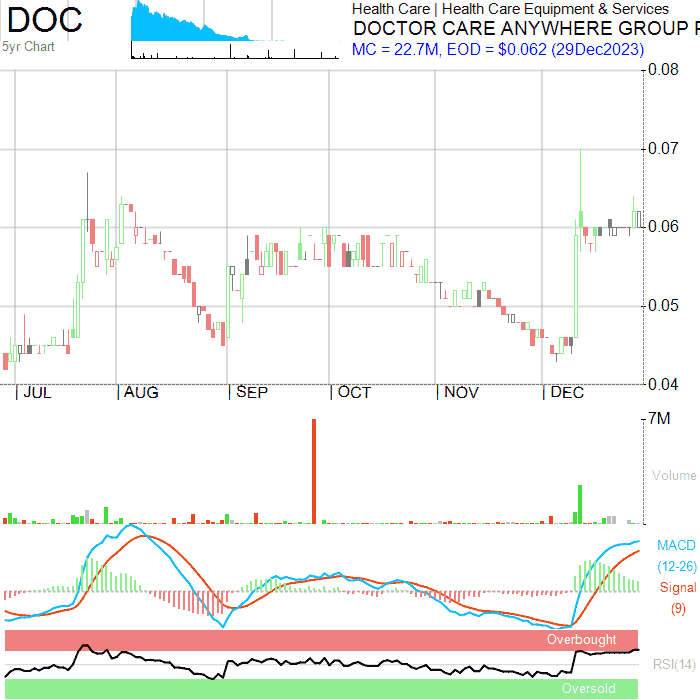 DOC
5yr Chart
Health Care | Health Care Equipment & Services
DOCTOR CARE ANYWHERE GROUP P
MC = 22.7M, EOD = $0.062 (29Dec2023)
0.08
0.07
0.06
0.05
0.04
JUL AUG SEP OCT NOV DEC
7M
Volume
MACD
(12-26)
Signal
(9)
Overbought
RSI(14)
Oversold